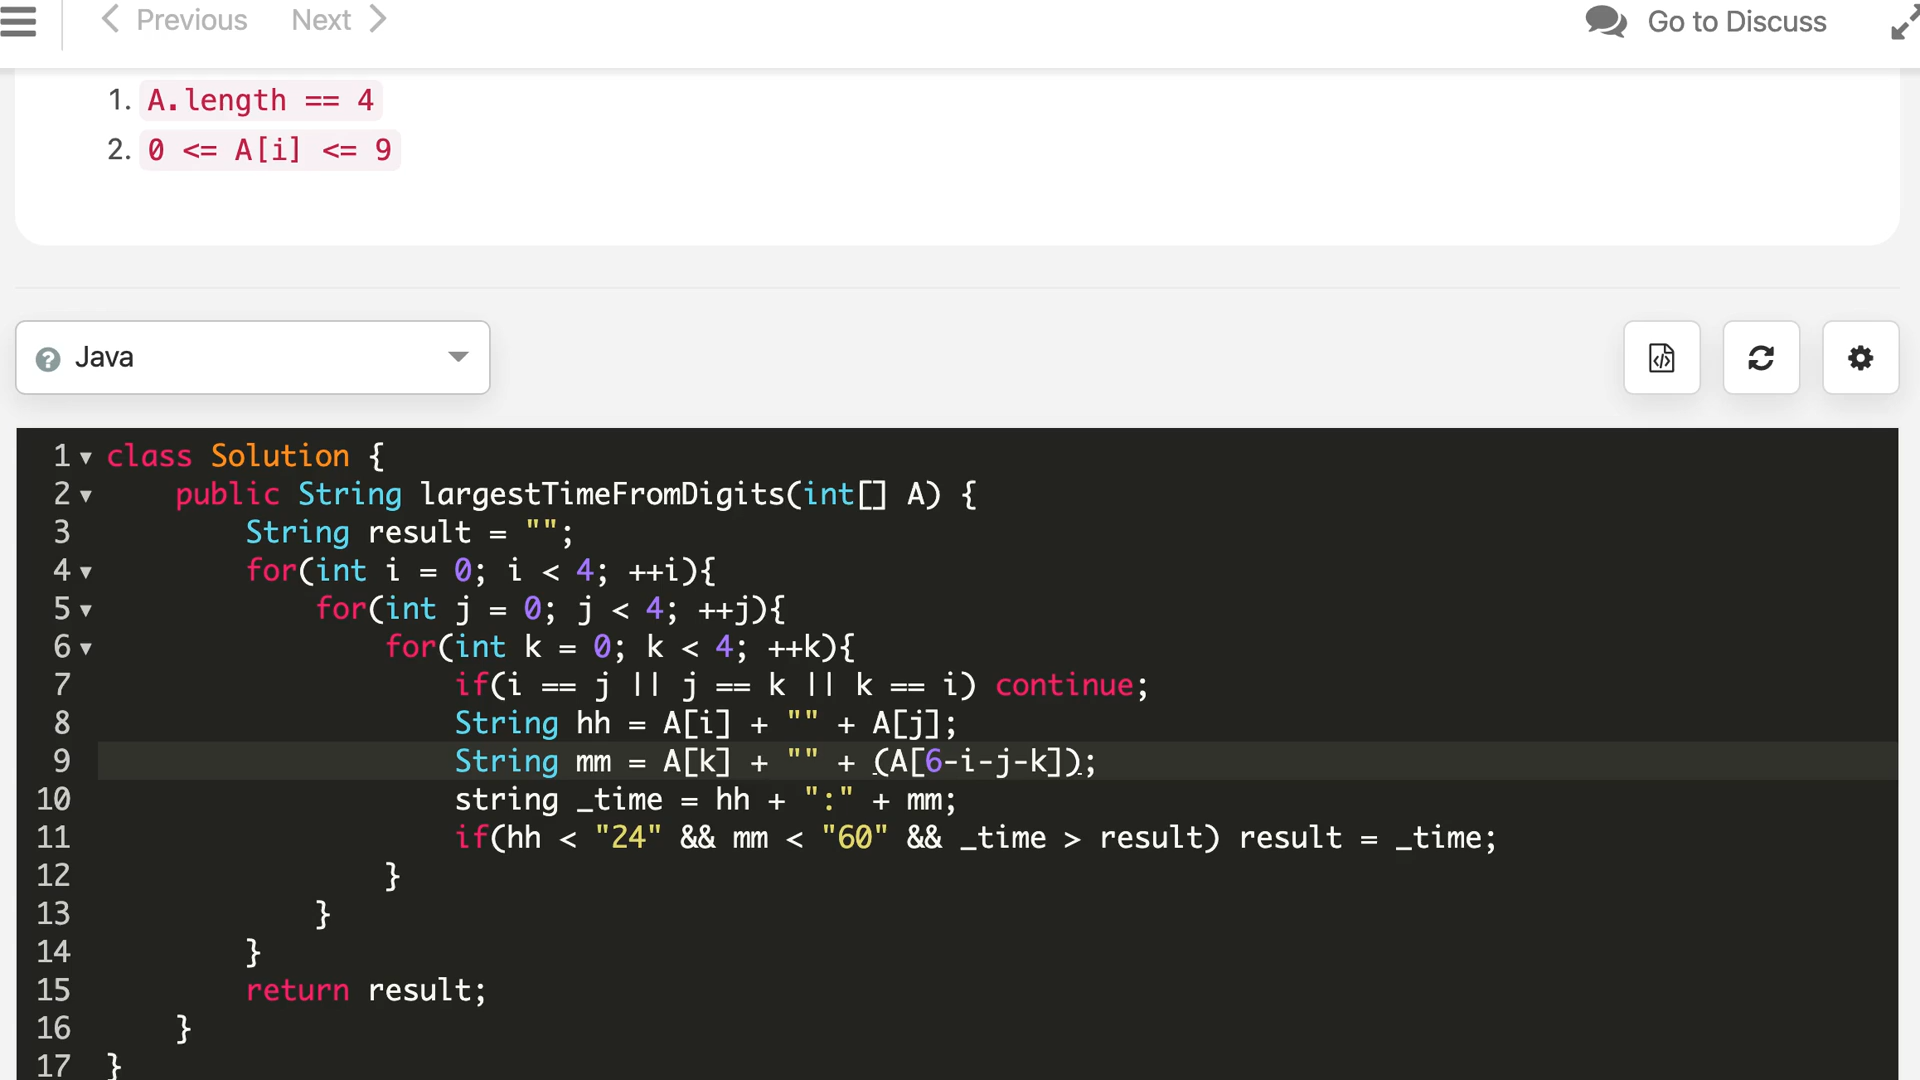 Previous Next Go to Discuss
1. A.length == 4
2. 0 <= A[i] <= 9
Java
1 class Solution {
2 public String largestTimeFromDigits(int[] A) {
3 String result = "";
4 for(int i = 0; i < 4; ++i){
5 for(int j = 0; j < 4; ++j){
6 for(int k = 0; k < 4; ++k){
7 if(i == j || j == k || k == i) continue;
8 String hh = A[i] + "" + A[j];
9 String mm = A[k] + "" + (A[6-i-j-k]);
10 string _time = hh + ":" + mm;
11 if(hh < "24" && mm < "60" && _time > result) result = _time;
12 }
13 }
14 }
15 return result;
16 }
17 }